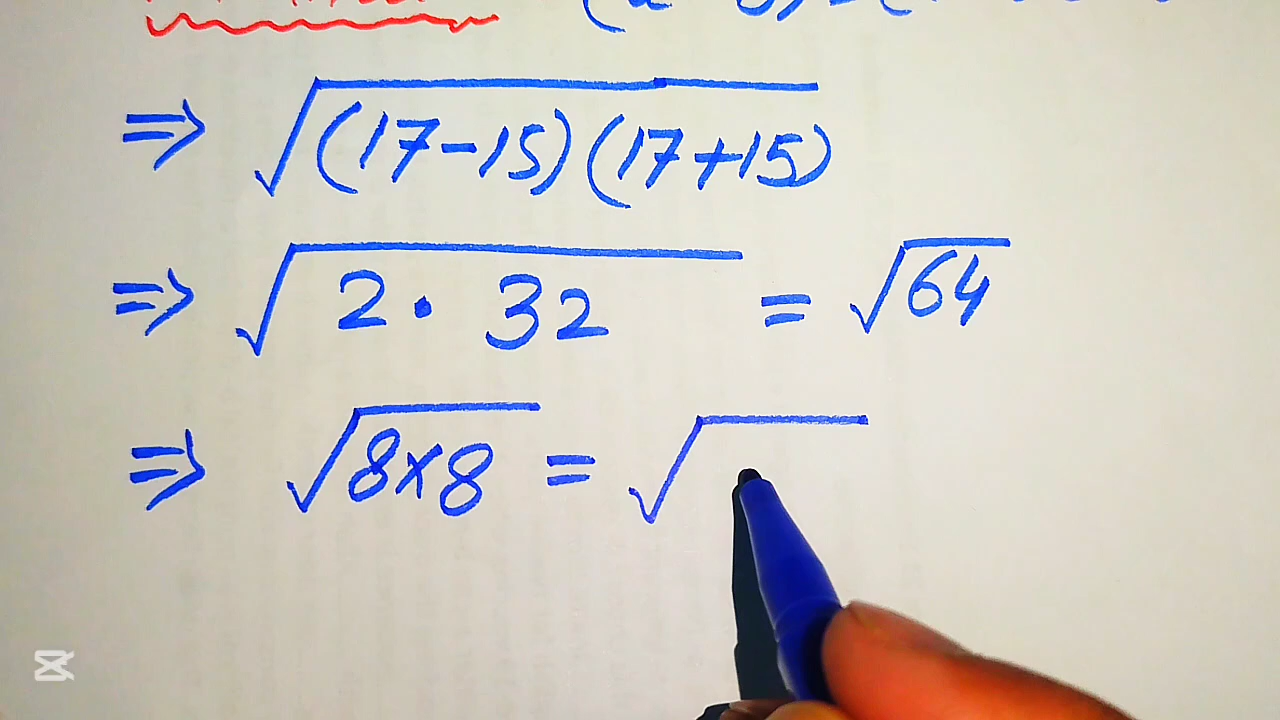 ⇒ √(17-15)(17+15)
⇒ √2 · 32 = √64
⇒ √8×8 = √